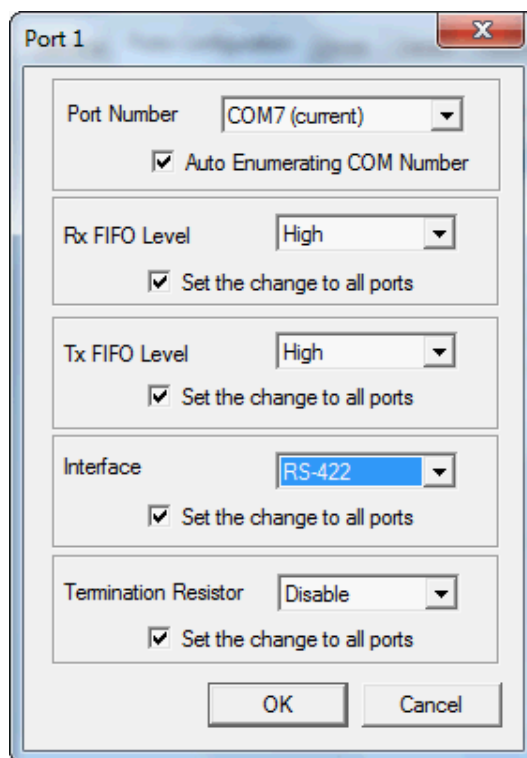 Port 1
Port Number COM7 (current)
Auto Enumerating COM Number
Rx FIFO Level High
Set the change to all ports
Tx FIFO Level High
Set the change to all ports
Interface RS-422
Set the change to all ports
Termination Resistor Disable
Set the change to all ports
OK Cancel